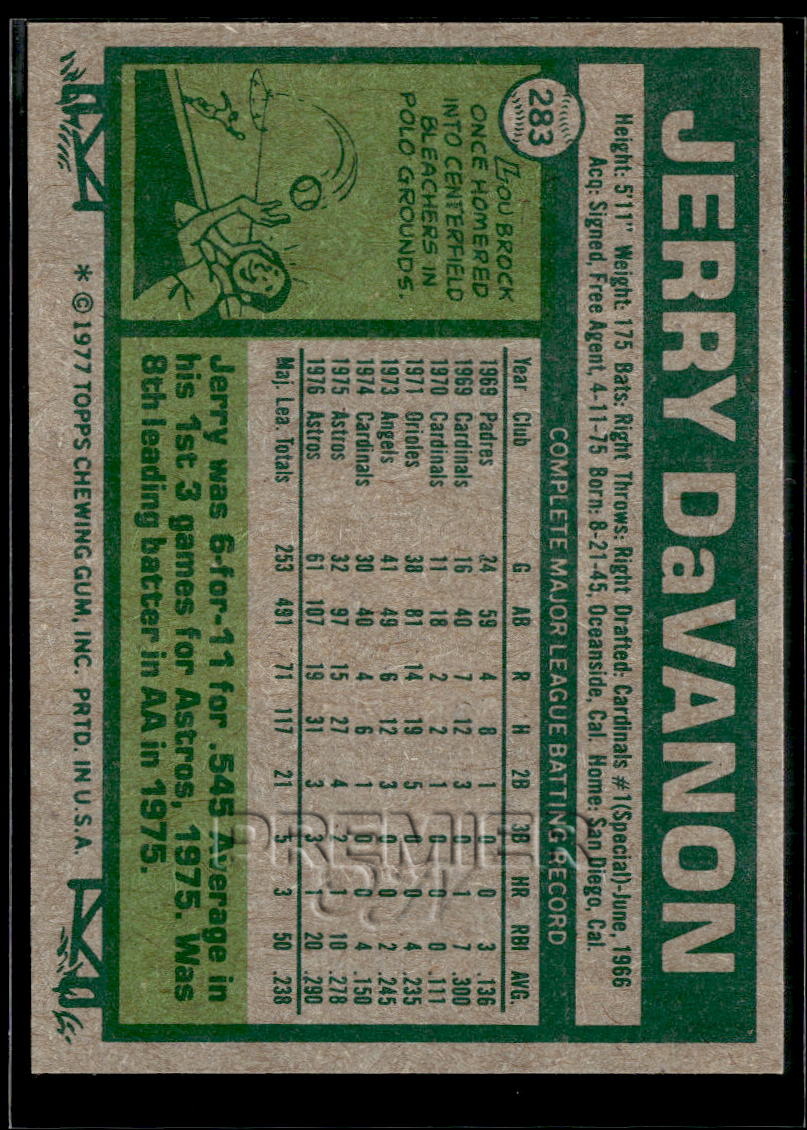 283
JERRY DaVANON
Height: 5'11" Weight: 175 Bats: Right Throws: Right Drafted: Cardinals #1(Special)-June, 1966
Acq: Signed, Free Agent, 4-11-75 Born: 8-21-45, Oceanside, Cal. Home: San Diego, Cal.
COMPLETE MAJOR LEAGUE BATTING RECORD
Year Club G AB R H 2B 3B HR RBI AVG.
1969 Padres 24 59 4 8 1 0 0 3 .136
1969 Cardinals 16 40 7 12 3 0 1 7 .300
1970 Cardinals 11 18 2 2 1 0 0 0 .111
1971 Orioles 38 81 14 19 5 0 0 4 .235
1973 Angels 41 49 6 12 3 0 0 2 .245
1974 Cardinals 30 40 4 6 1 0 0 4 .150
1975 Astros 32 97 15 27 4 2 1 10 .278
1976 Astros 61 107 19 31 3 3 1 20 .290
Maj. Lea. Totals 253 491 71 117 21 5 3 50 .238
LOU BROCK
ONCE HOMERED
INTO CENTERFIELD
BLEACHERS IN
POLO GROUNDS.
Jerry was 6-for-11 for .545 Average in
his 1st 3 games for Astros, 1975. Was
8th leading batter in AA in 1975.
* © 1977 TOPPS CHEWING GUM, INC. PRTD. IN U.S.A.
PREMIER